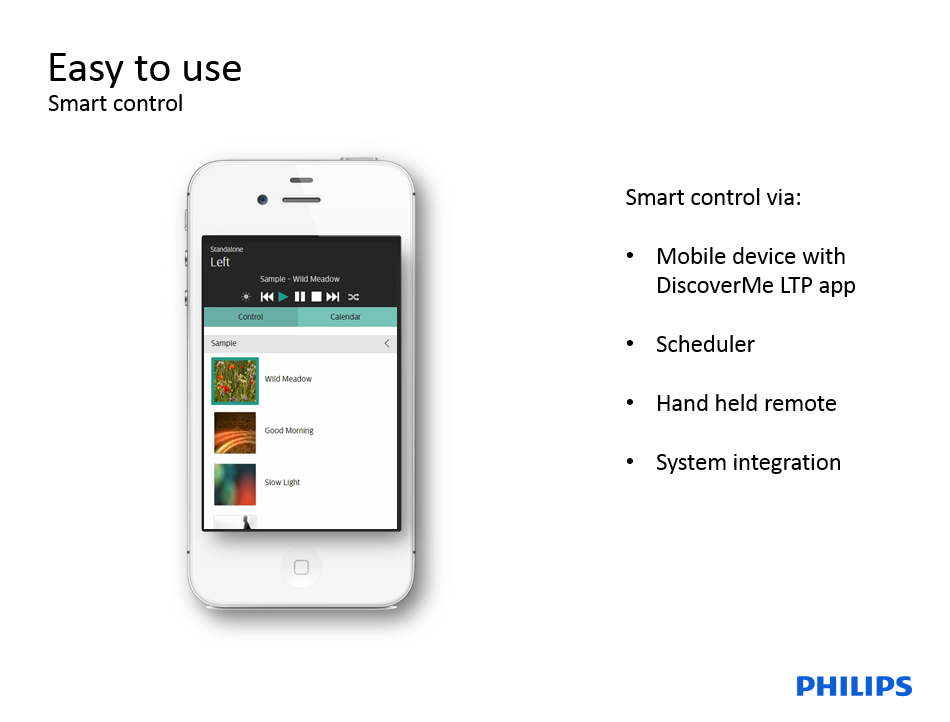 Easy to use
Smart control
Standalone
Left
Sample - Wild Meadow
Control
Calendar
Sample
Wild Meadow
Good Morning
Slow Light
Smart control via:
• Mobile device with
DiscoverMe LTP app
• Scheduler
• Hand held remote
• System integration
PHILIPS